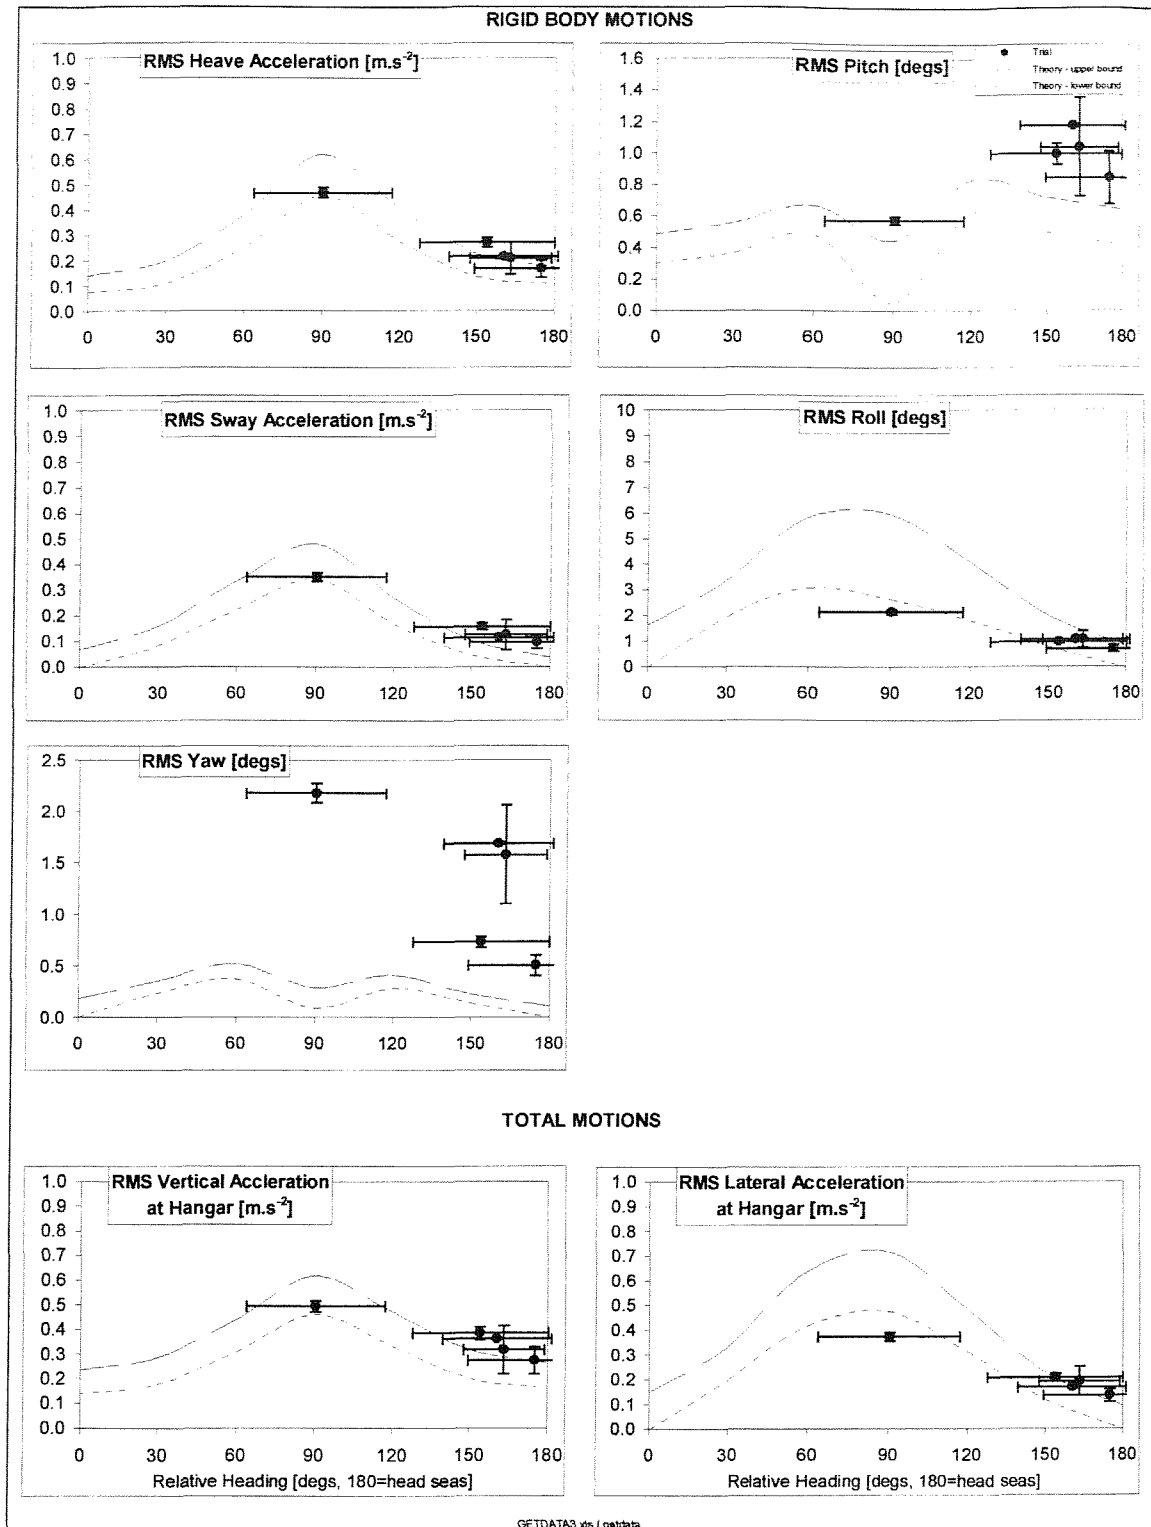 RIGID BODY MOTIONS
RMS Heave Acceleration [m.s⁻²]
1.0
0.9
0.8
0.7
0.6
0.5
0.4
0.3
0.2
0.1
0.0
0 30 60 90 120 150 180
RMS Pitch [degs]
Trial
Theory - upper bound
Theory - lower bound
1.6
1.4
1.2
1.0
0.8
0.6
0.4
0.2
0.0
0 30 60 90 120 150 180
RMS Sway Acceleration [m.s⁻²]
1.0
0.9
0.8
0.7
0.6
0.5
0.4
0.3
0.2
0.1
0.0
0 30 60 90 120 150 180
RMS Roll [degs]
10
9
8
7
6
5
4
3
2
1
0
0 30 60 90 120 150 180
RMS Yaw [degs]
2.5
2.0
1.5
1.0
0.5
0.0
0 30 60 90 120 150 180
TOTAL MOTIONS
RMS Vertical Accleration
at Hangar [m.s⁻²]
1.0
0.9
0.8
0.7
0.6
0.5
0.4
0.3
0.2
0.1
0.0
0 30 60 90 120 150 180
Relative Heading [degs, 180=head seas]
RMS Lateral Acceleration
at Hangar [m.s⁻²]
1.0
0.9
0.8
0.7
0.6
0.5
0.4
0.3
0.2
0.1
0.0
0 30 60 90 120 150 180
Relative Heading [degs, 180=head seas]
GETDATA3.xls /